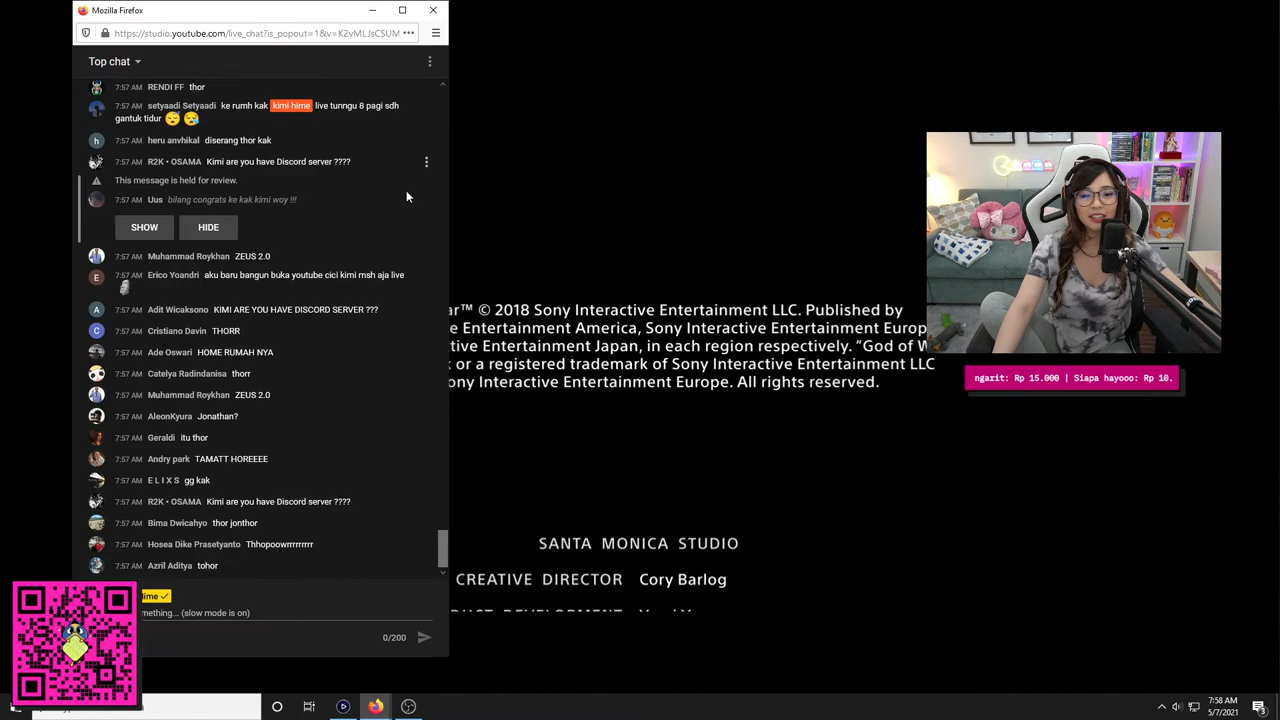 Mozilla Firefox
https://studio.youtube.com/live_chat?is_popout=1&v=K2vMLJsCSUM
Top chat
7:57 AM RENDI FF thor
7:57 AM setyaadi Setyaadi ke rumh kak kimi hime live tunngu 8 pagi sdh
gantuk tidur
h 7:57 AM heru anvhikal diserang thor kak
7:57 AM R2K • OSAMA Kimi are you have Discord server ????
This message is held for review.
7:57 AM Uus bilang congrats ke kak kimi woy !!!
SHOW HIDE
7:57 AM Muhammad Roykhan ZEUS 2.0
E 7:57 AM Erico Yoandri aku baru bangun buka youtube cici kimi msh aja live
A 7:57 AM Adit Wicaksono KIMI ARE YOU HAVE DISCORD SERVER ???
C 7:57 AM Cristiano Davin THORR
7:57 AM Ade Oswari HOME RUMAH NYA
7:57 AM Catelya Radindanisa thorr
7:57 AM Muhammad Roykhan ZEUS 2.0
7:57 AM AleonKyura Jonathan?
7:57 AM Geraldi itu thor
7:57 AM Andry park TAMATT HOREEEE
7:57 AM E L I X S gg kak
7:57 AM R2K • OSAMA Kimi are you have Discord server ????
7:57 AM Bima Dwicahyo thor jonthor
7:57 AM Hosea Dike Prasetyanto Thhopoowrrrrrrrrr
7:57 AM Azril Aditya tohor
ime
mething... (slow mode is on)
0/200
ar™ © 2018 Sony Interactive Entertainment LLC. Published by
e Entertainment America, Sony Interactive Entertainment Europ
tive Entertainment Japan, in each region respectively. “God of W
k or a registered trademark of Sony Interactive Entertainment LLC
ony Interactive Entertainment Europe. All rights reserved.
ngarit: Rp 15.000 | Siapa hayooo: Rp 10.
SANTA MONICA STUDIO
CREATIVE DIRECTOR Cory Barlog
7:58 AM
5/7/2021
3